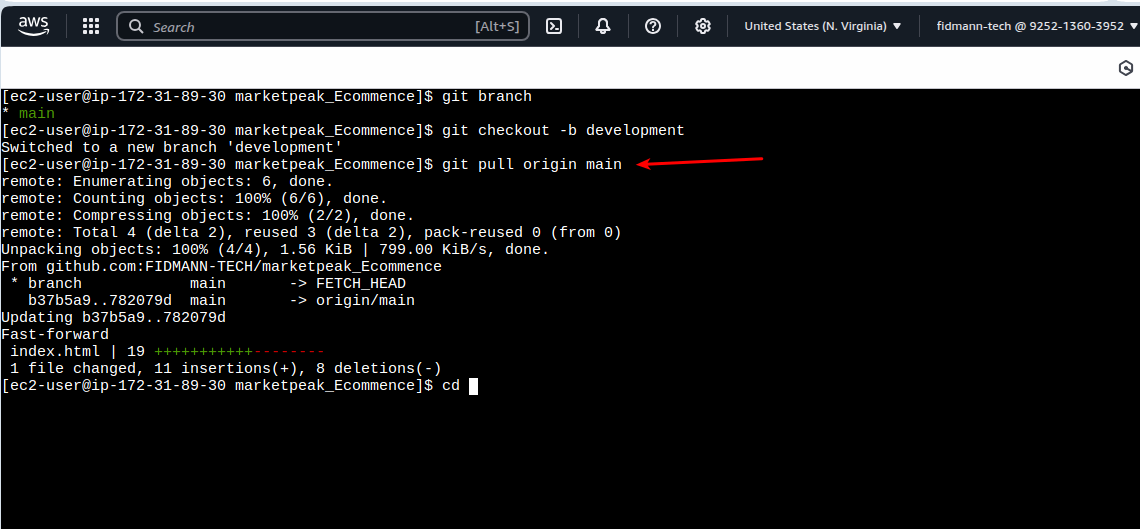 aws Search [Alt+S] United States (N. Virginia) fidmann-tech @ 9252-1360-3952
[ec2-user@ip-172-31-89-30 marketpeak_Ecommence]$ git branch
* main
[ec2-user@ip-172-31-89-30 marketpeak_Ecommence]$ git checkout -b development
Switched to a new branch 'development'
[ec2-user@ip-172-31-89-30 marketpeak_Ecommence]$ git pull origin main
remote: Enumerating objects: 6, done.
remote: Counting objects: 100% (6/6), done.
remote: Compressing objects: 100% (2/2), done.
remote: Total 4 (delta 2), reused 3 (delta 2), pack-reused 0 (from 0)
Unpacking objects: 100% (4/4), 1.56 KiB | 799.00 KiB/s, done.
From github.com:FIDMANN-TECH/marketpeak_Ecommence
 * branch            main       -> FETCH_HEAD
   b37b5a9..782079d  main       -> origin/main
Updating b37b5a9..782079d
Fast-forward
 index.html | 19 +++++++++++--------
 1 file changed, 11 insertions(+), 8 deletions(-)
[ec2-user@ip-172-31-89-30 marketpeak_Ecommence]$ cd